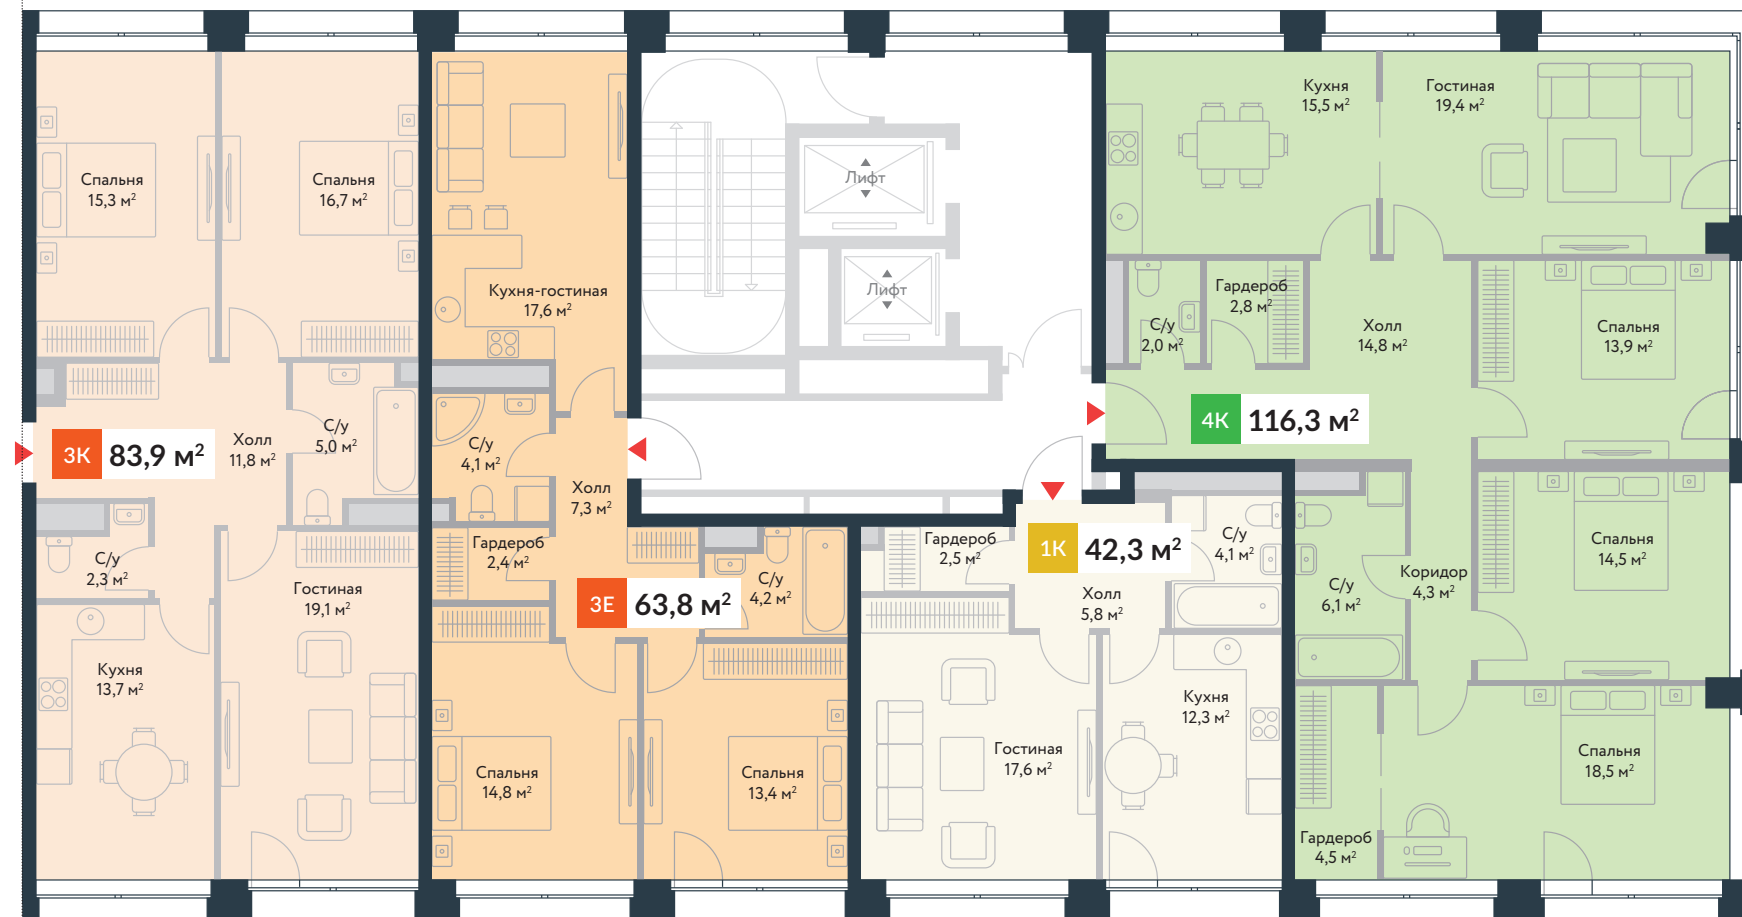 Спальня
15,3 м²
Спальня
16,7 м²
3К 83,9 м²
Холл
11,8 м²
С/у
5,0 м²
С/у
2,3 м²
Гостиная
19,1 м²
Кухня
13,7 м²
Кухня-гостиная
17,6 м²
С/у
4,1 м²
Холл
7,3 м²
Гардероб
2,4 м²
3Е 63,8 м²
С/у
4,2 м²
Спальня
14,8 м²
Спальня
13,4 м²
Лифт
Лифт
Гардероб
2,5 м²
1К 42,3 м²
С/у
4,1 м²
Холл
5,8 м²
Гостиная
17,6 м²
Кухня
12,3 м²
Кухня
15,5 м²
Гостиная
19,4 м²
С/у
2,0 м²
Гардероб
2,8 м²
Холл
14,8 м²
Спальня
13,9 м²
4К 116,3 м²
С/у
6,1 м²
Коридор
4,3 м²
Спальня
14,5 м²
Спальня
18,5 м²
Гардероб
4,5 м²